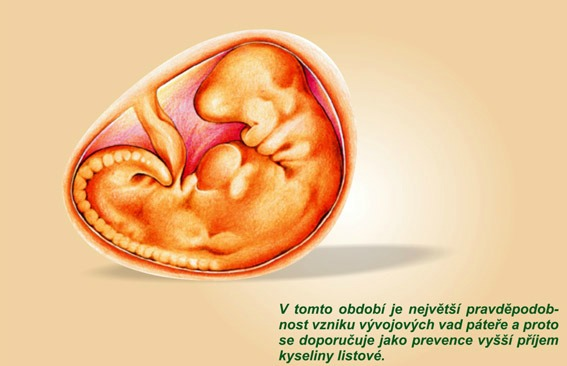 V tomto období je největší pravděpodob-
nost vzniku vývojových vad páteře a proto
se doporučuje jako prevence vyšší příjem
kyseliny listové.